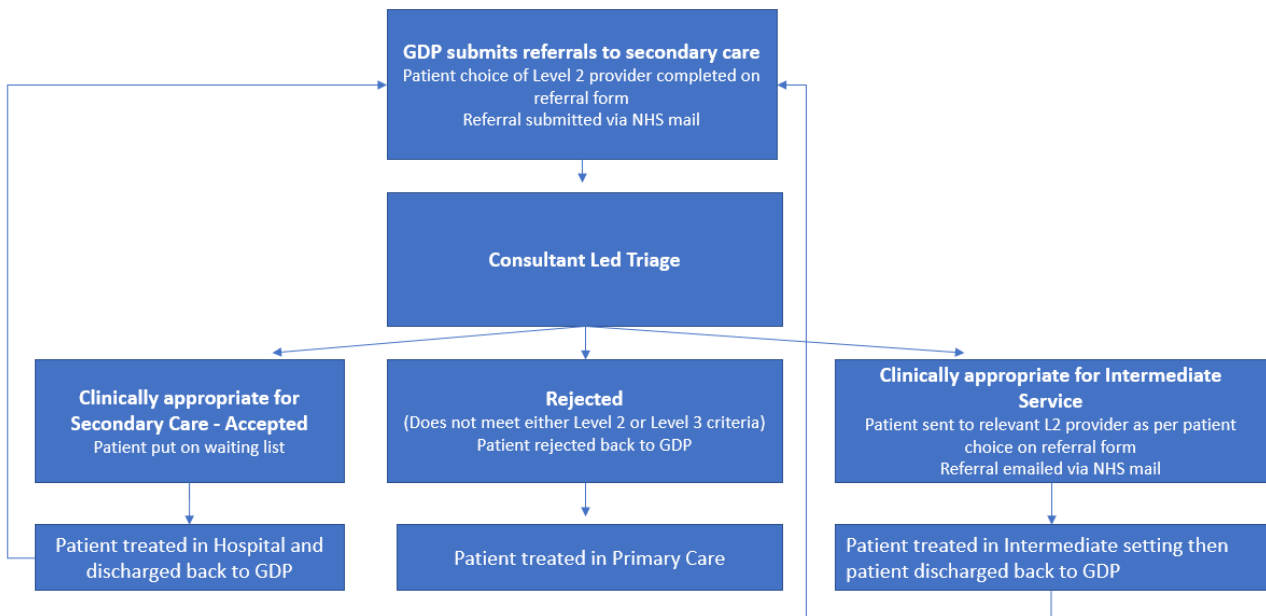 GDP submits referrals to secondary care
Patient choice of Level 2 provider completed on
referral form
Referral submitted via NHS mail
Consultant Led Triage
Clinically appropriate for
Secondary Care - Accepted
Patient put on waiting list
Rejected
(Does not meet either Level 2 or Level 3 criteria)
Patient rejected back to GDP
Clinically appropriate for Intermediate
Service
Patient sent to relevant L2 provider as per patient
choice on referral form
Referral emailed via NHS mail
Patient treated in Hospital and
discharged back to GDP
Patient treated in Primary Care
Patient treated in Intermediate setting then
patient discharged back to GDP